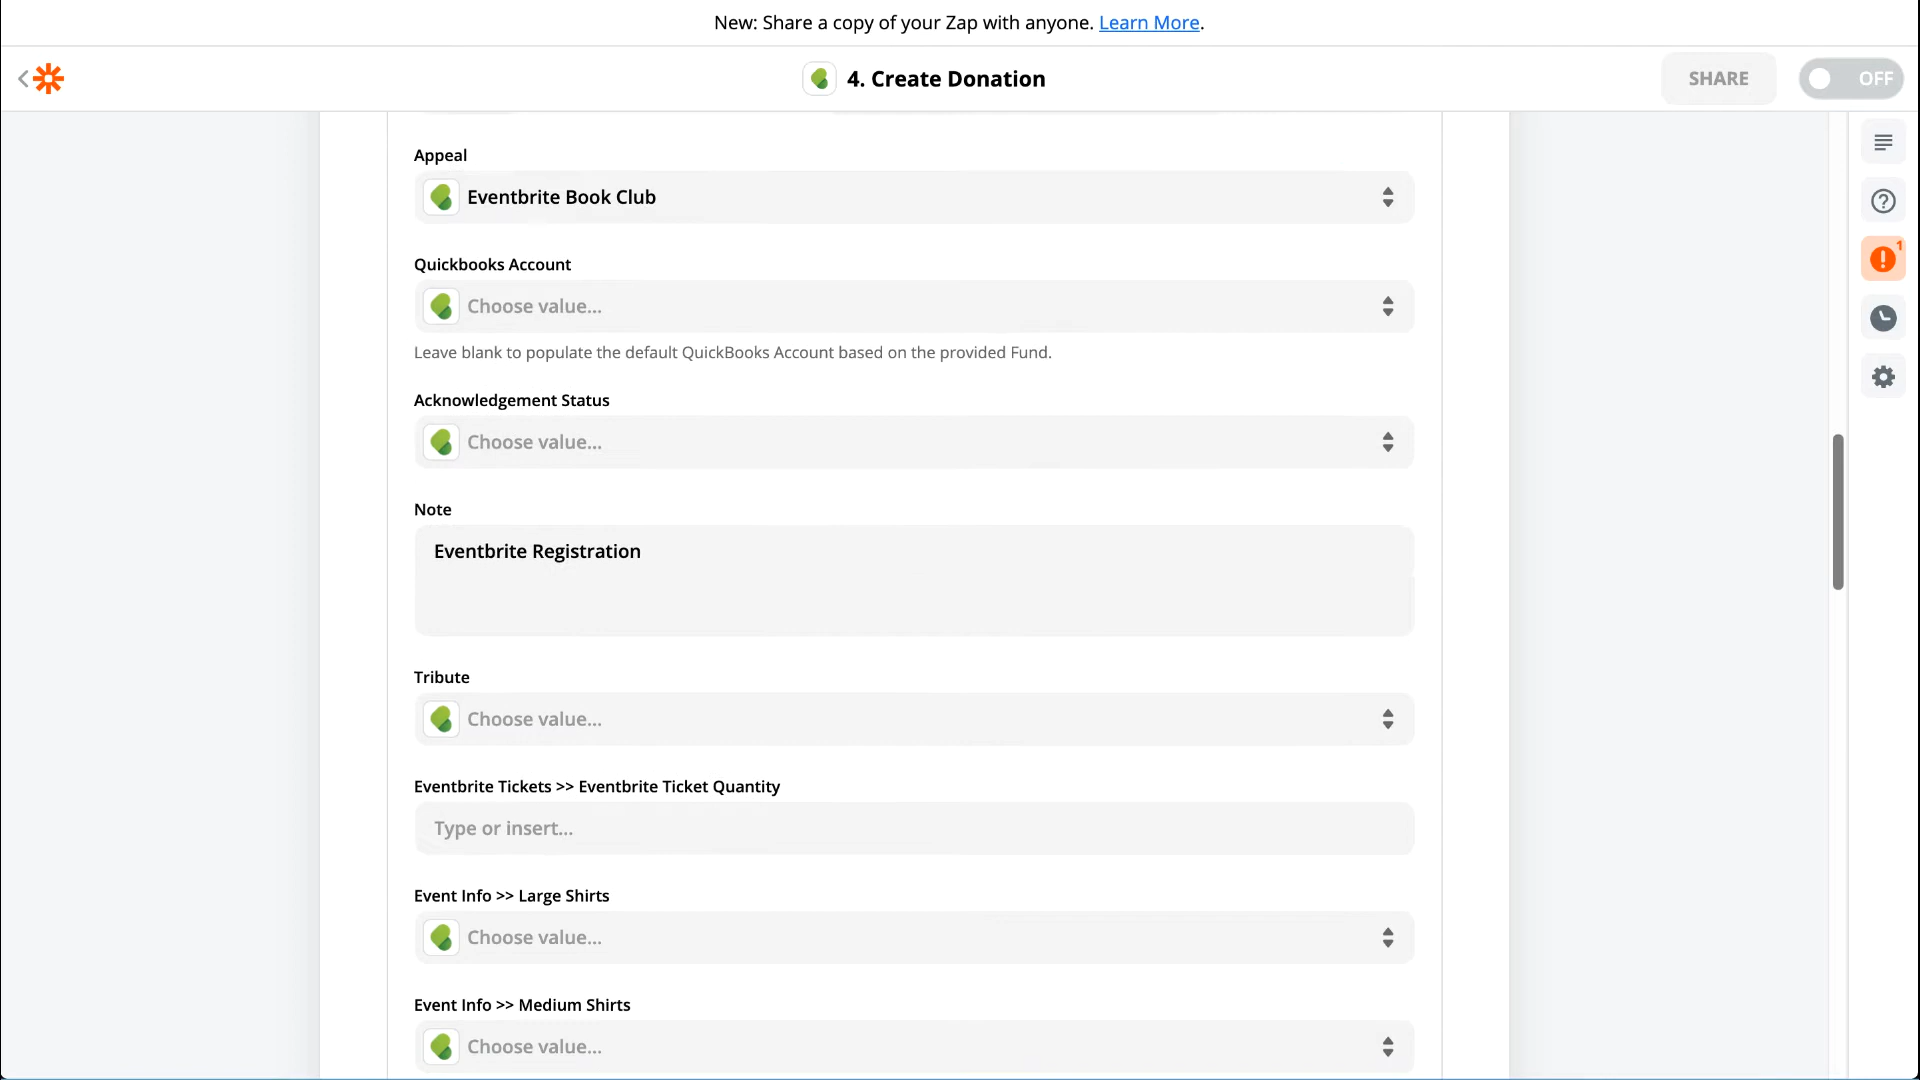 New: Share a copy of your Zap with anyone. Learn More.
4. Create Donation
SHARE
OFF
Appeal
Eventbrite Book Club
1
Quickbooks Account
Choose value...
Leave blank to populate the default QuickBooks Account based on the provided Fund.
Acknowledgement Status
Choose value...
Note
Eventbrite Registration
Tribute
Choose value...
Eventbrite Tickets >> Eventbrite Ticket Quantity
Type or insert...
Event Info >> Large Shirts
Choose value...
Event Info >> Medium Shirts
Choose value...